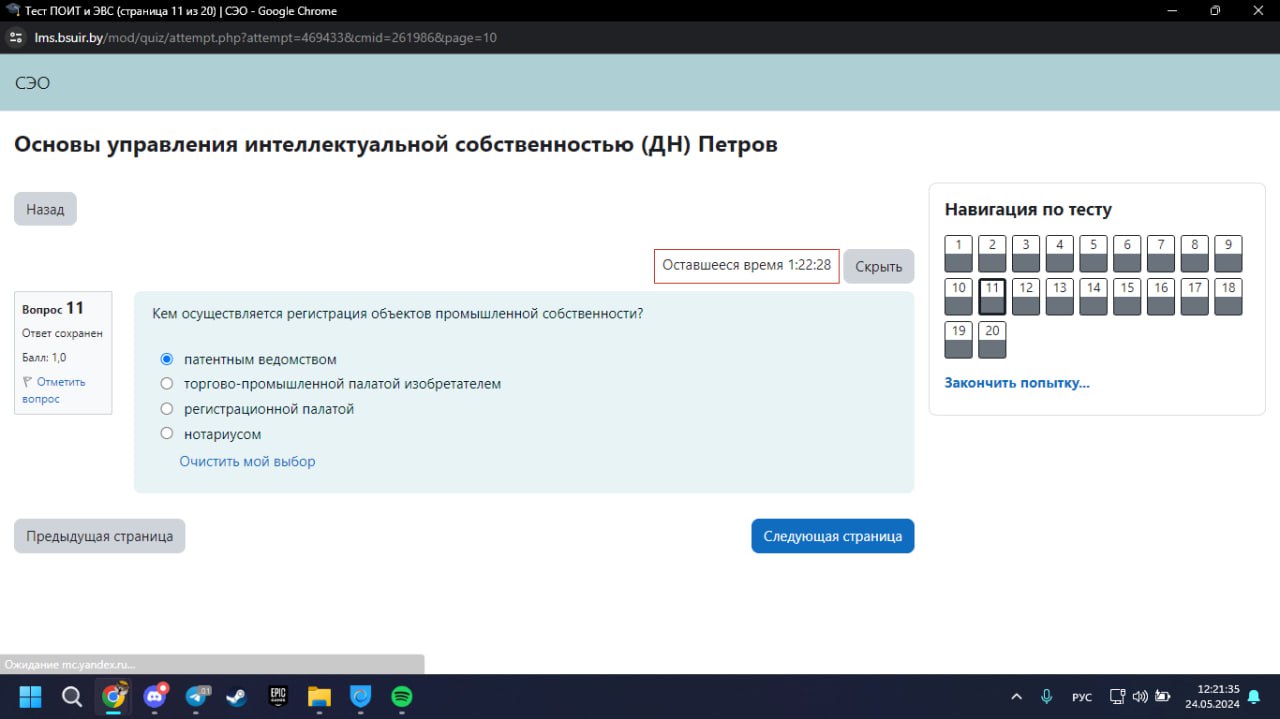 Тест ПОИТ и ЭВС (страница 11 из 20) | СЭО - Google Chrome
lms.bsuir.by/mod/quiz/attempt.php?attempt=469433&cmid=261986&page=10
СЭО
Основы управления интеллектуальной собственностью (ДН) Петров
Назад
Оставшееся время 1:22:28
Скрыть
Вопрос 11
Ответ сохранен
Балл: 1,0
Отметить
вопрос
Кем осуществляется регистрация объектов промышленной собственности?
патентным ведомством
торгово-промышленной палатой изобретателем
регистрационной палатой
нотариусом
Очистить мой выбор
Предыдущая страница
Следующая страница
Навигация по тесту
1 2 3 4 5 6 7 8 9
10 11 12 13 14 15 16 17 18
19 20
Закончить попытку...
Ожидание mc.yandex.ru...
01
EPIC
GAMES
РУС
12:21:35
24.05.2024